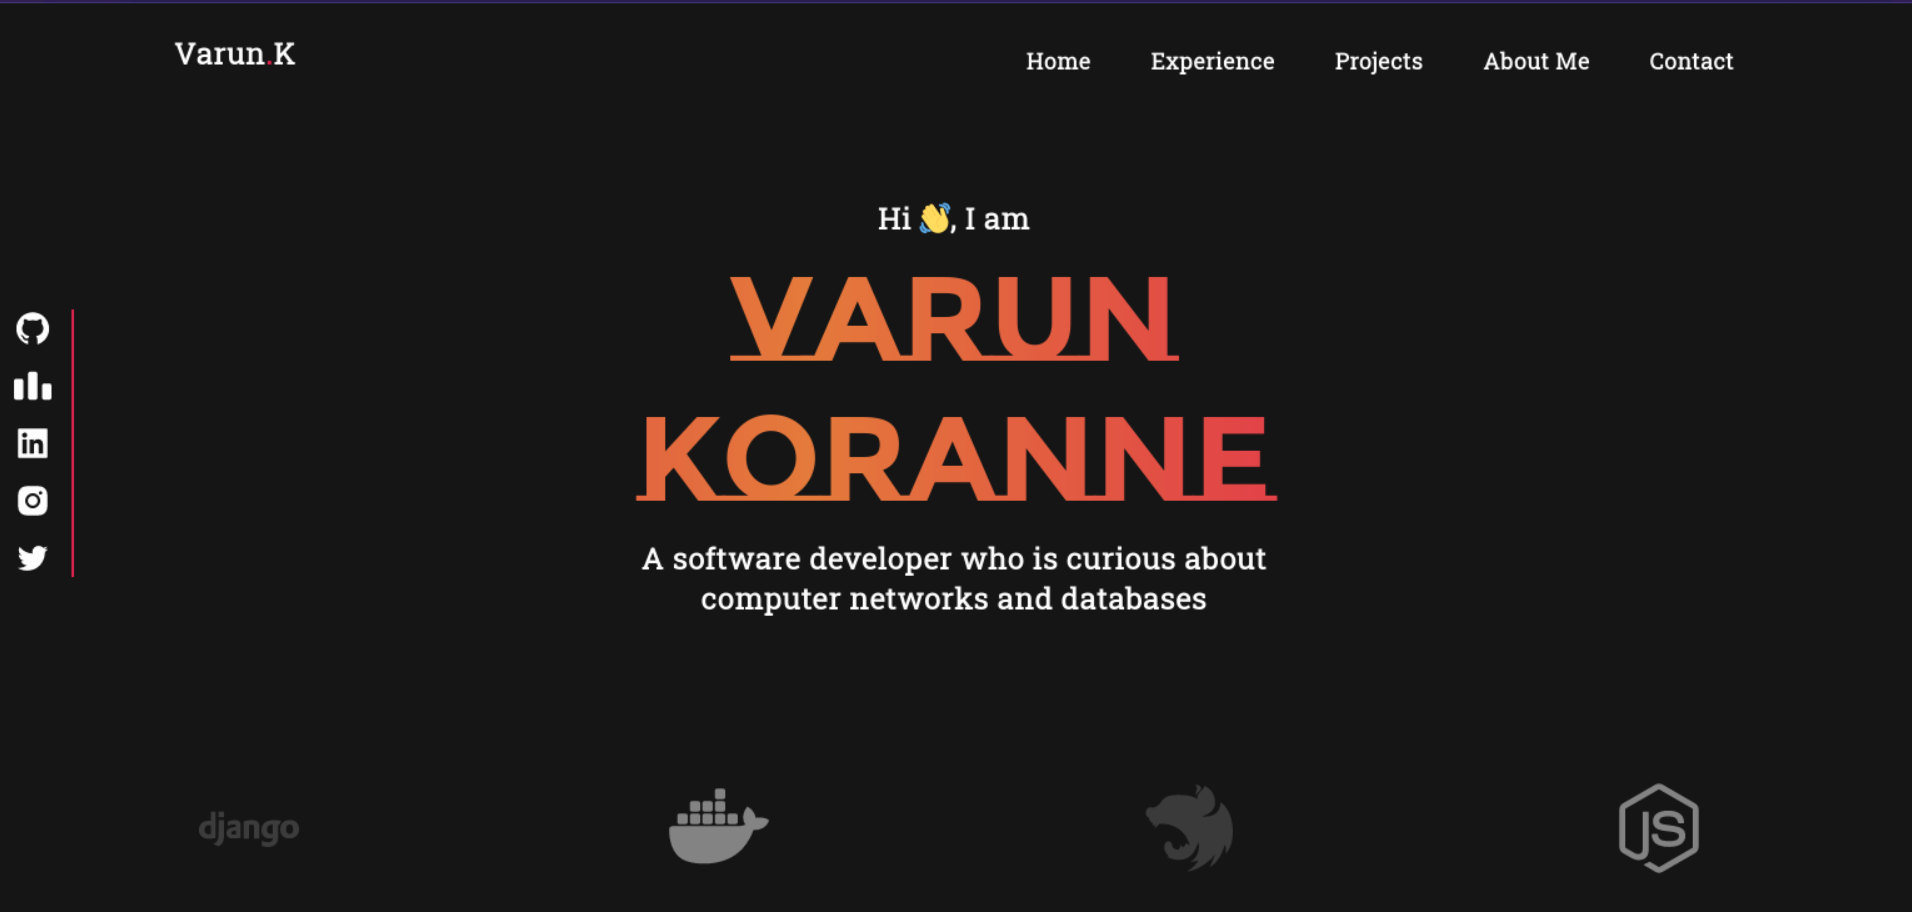 Varun.K
Home Experience Projects About Me Contact
Hi 👋, I am
VARUN
KORANNE
A software developer who is curious about
computer networks and databases
in
django
JS